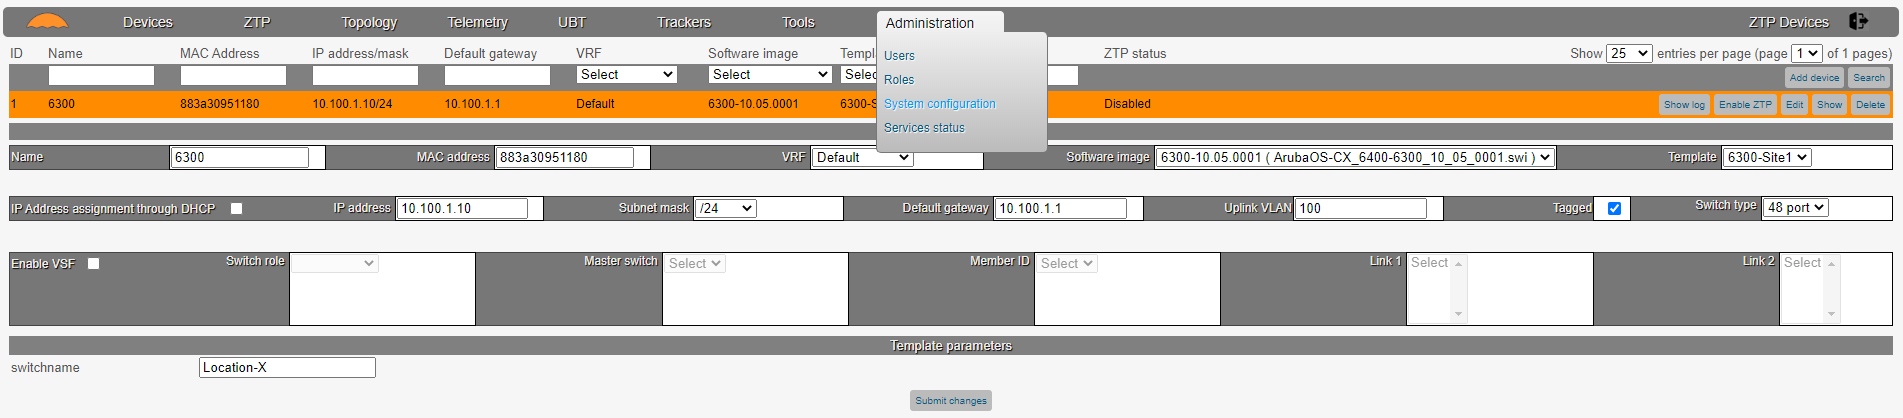 Devices ZTP Topology Telemetry UBT Trackers Tools Administration ZTP Devices
ID Name MAC Address IP address/mask Default gateway VRF Software image Templ ZTP status Show 25 entries per page (page 1 of 1 pages)
Users
Select Select Selec Add device Search
Roles
1 6300 883a30951180 10.100.1.10/24 10.100.1.1 Default 6300-10.05.0001 6300-S System configuration Disabled Show log Enable ZTP Edit Show Delete
Services status
Name 6300 MAC address 883a30951180 VRF Default Software image 6300-10.05.0001 ( ArubaOS-CX_6400-6300_10_05_0001.swi ) Template 6300-Site1
IP Address assignment through DHCP IP address 10.100.1.10 Subnet mask /24 Default gateway 10.100.1.1 Uplink VLAN 100 Tagged Switch type 48 port
Enable VSF Switch role Master switch Select Member ID Select Link 1 Select Link 2 Select
Template parameters
switchname Location-X
Submit changes